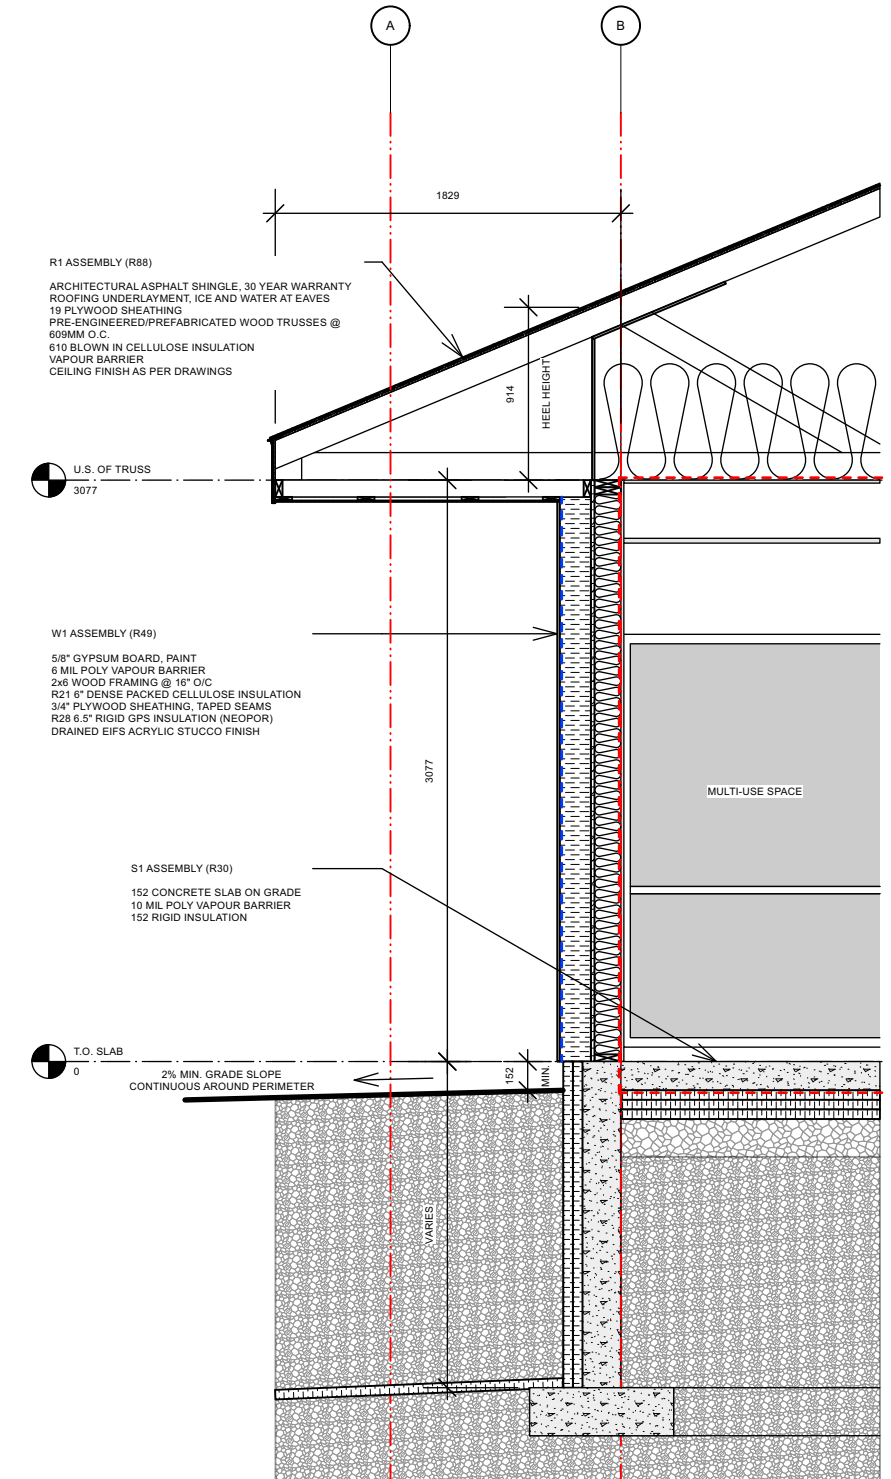 A
B
1829
R1 ASSEMBLY (R88)
ARCHITECTURAL ASPHALT SHINGLE, 30 YEAR WARRANTY
ROOFING UNDERLAYMENT, ICE AND WATER AT EAVES
19 PLYWOOD SHEATHING
PRE-ENGINEERED/PREFABRICATED WOOD TRUSSES @
609MM O.C.
610 BLOWN IN CELLULOSE INSULATION
VAPOUR BARRIER
CEILING FINISH AS PER DRAWINGS
914
HEEL HEIGHT
U.S. OF TRUSS
3077
W1 ASSEMBLY (R49)
5/8" GYPSUM BOARD, PAINT
6 MIL POLY VAPOUR BARRIER
2x6 WOOD FRAMING @ 16" O/C
R21 6" DENSE PACKED CELLULOSE INSULATION
3/4" PLYWOOD SHEATHING, TAPED SEAMS
R28 6.5" RIGID GPS INSULATION (NEOPOR)
DRAINED EIFS ACRYLIC STUCCO FINISH
3077
MULTI-USE SPACE
S1 ASSEMBLY (R30)
152 CONCRETE SLAB ON GRADE
10 MIL POLY VAPOUR BARRIER
152 RIGID INSULATION
T.O. SLAB
0
2% MIN. GRADE SLOPE
CONTINUOUS AROUND PERIMETER
152
MIN.
VARIES